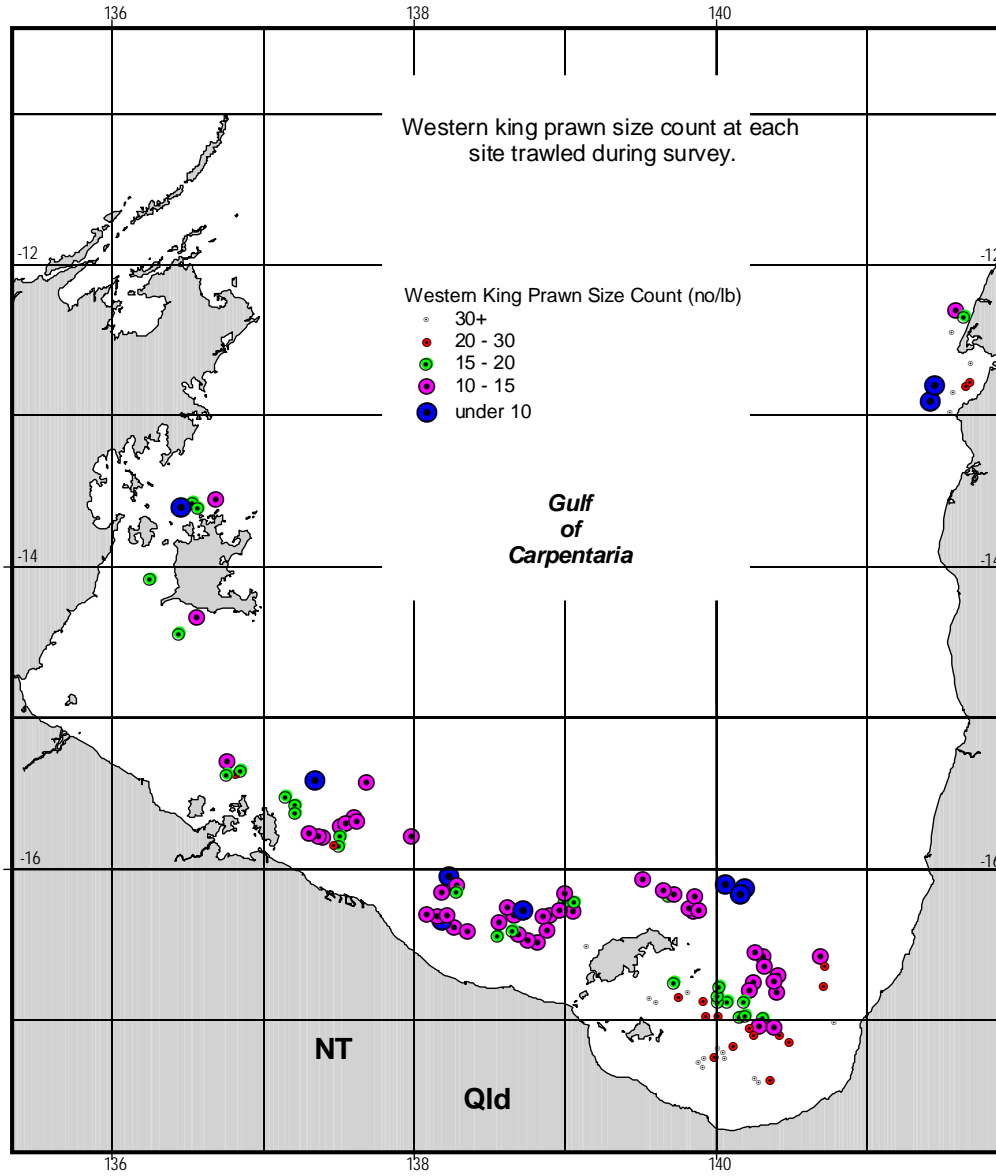 136
138
140
Western king prawn size count at each
site trawled during survey.
-12
-12
Western King Prawn Size Count (no/lb)
30+
20 - 30
15 - 20
10 - 15
under 10
Gulf
of
Carpentaria
-14
-14
-16
-16
NT
Qld
136
138
140